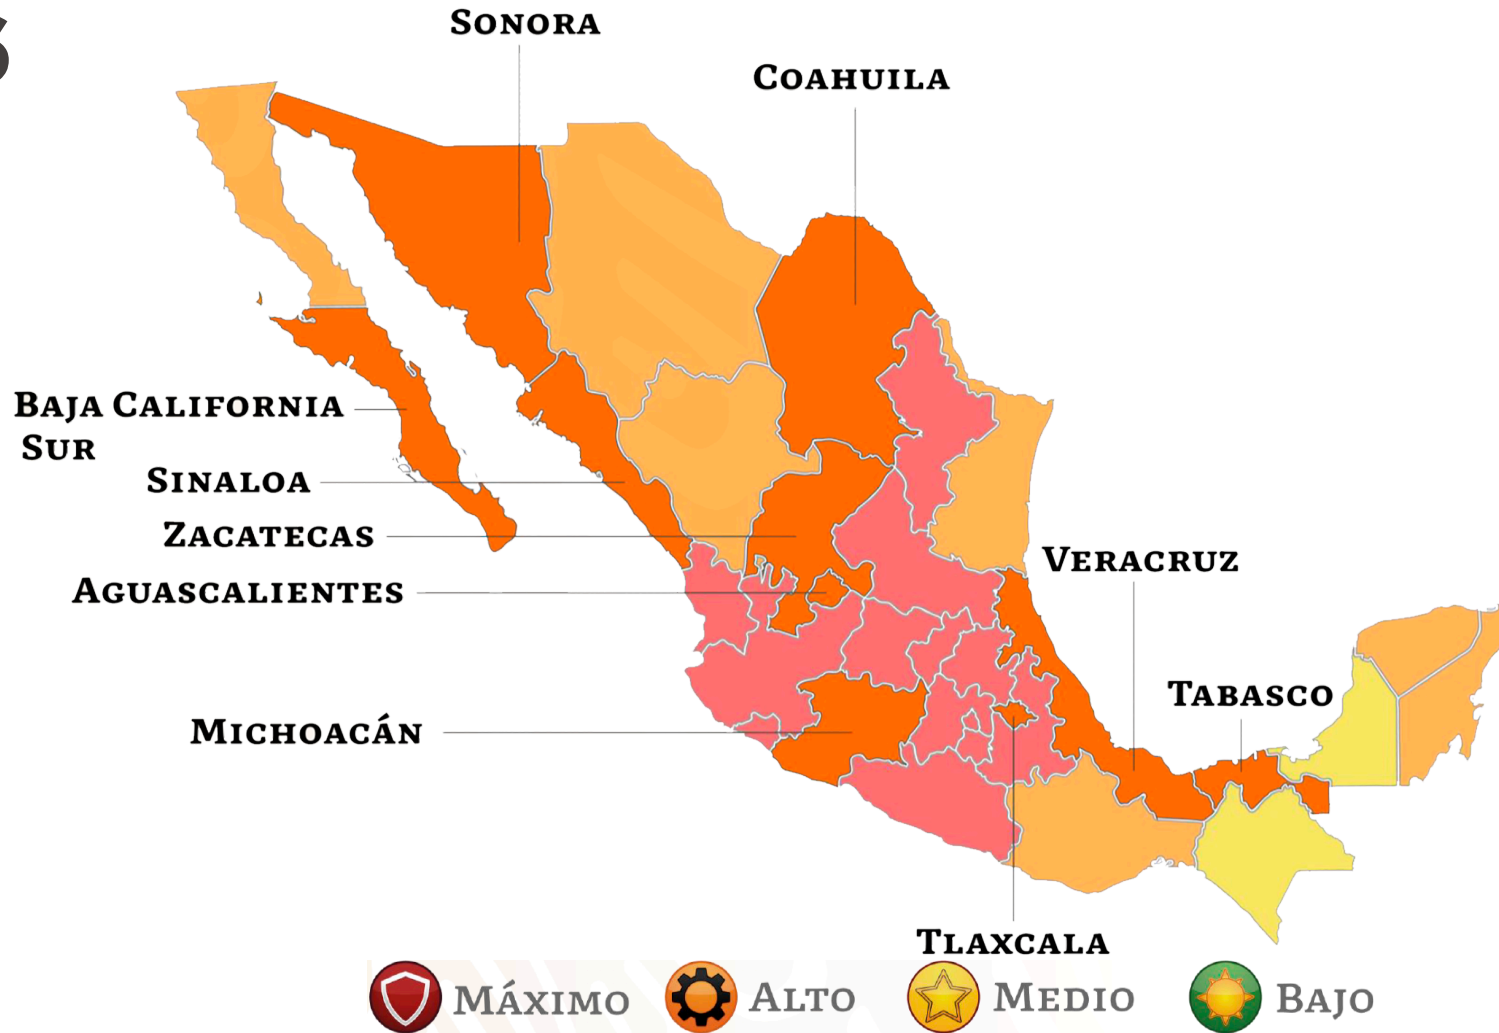 S
SONORA
COAHUILA
BAJA CALIFORNIA
SUR
SINALOA
ZACATECAS
AGUASCALIENTES
VERACRUZ
TABASCO
MICHOACÁN
TLAXCALA
MÁXIMO
ALTO
MEDIO
BAJO